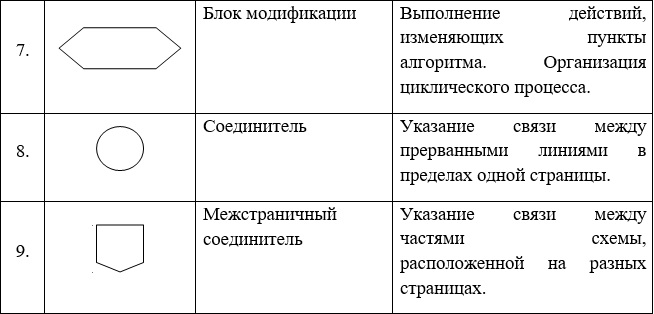 7.
Блок модификации
Выполнение действий,
изменяющих пункты
алгоритма. Организация
циклического процесса.
8.
Соединитель
Указание связи между
прерванными линиями в
пределах одной страницы.
9.
Межстраничный
соединитель
Указание связи между
частями схемы,
расположенной на разных
страницах.